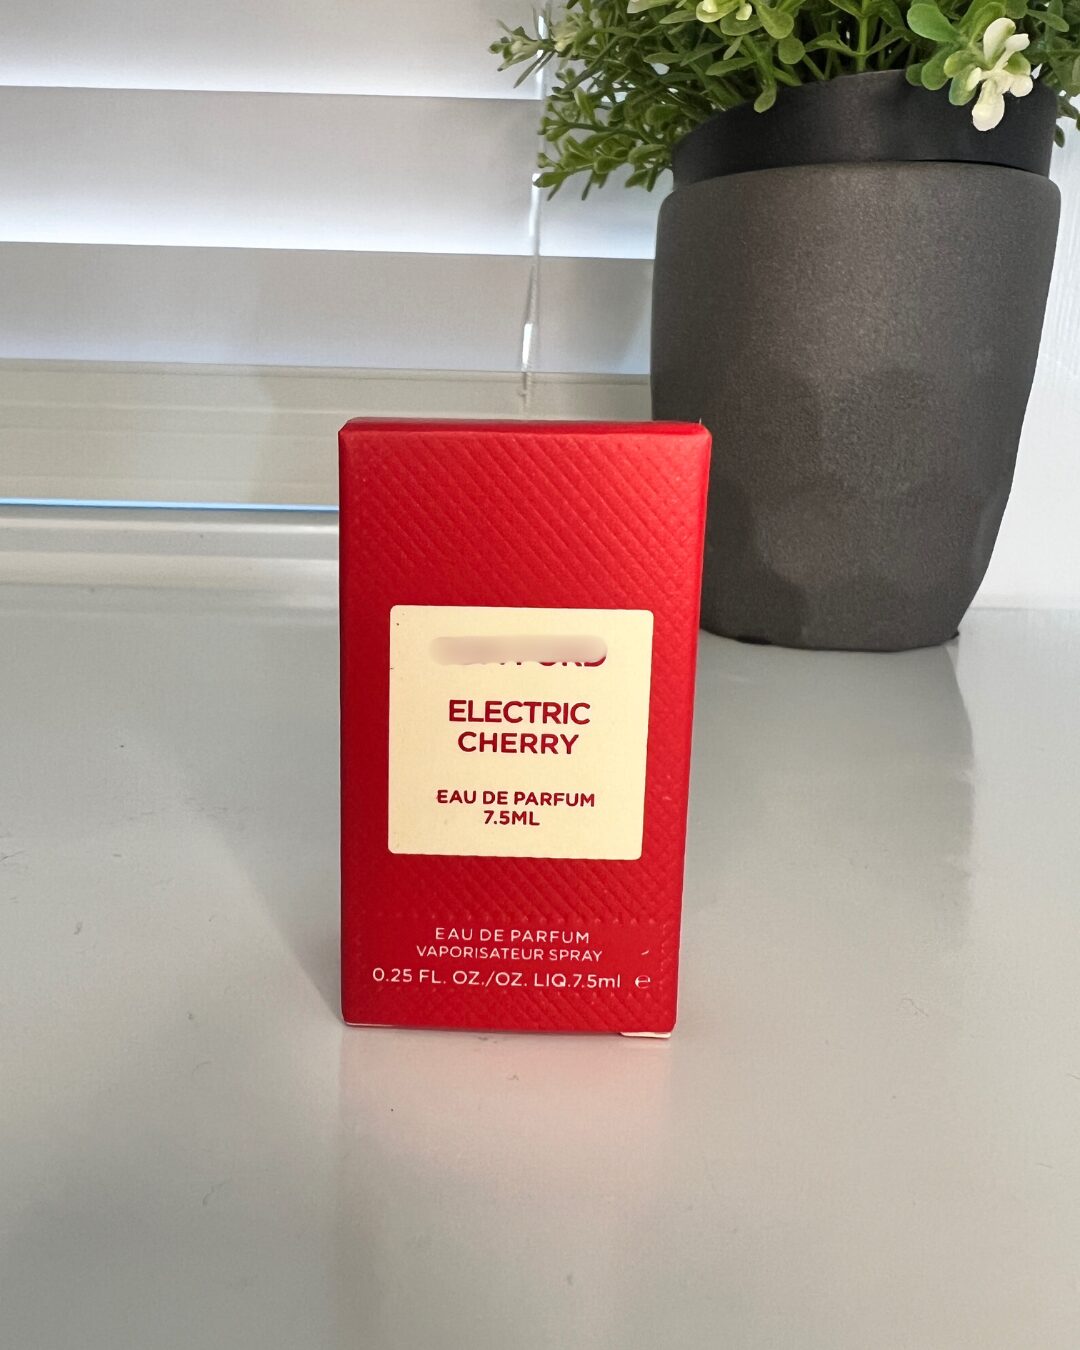 ELECTRIC
CHERRY
EAU DE PARFUM
7.5ML
EAU DE PARFUM
VAPORISATEUR SPRAY
0.25 FL. OZ./OZ. LIQ.7.5ml ℮